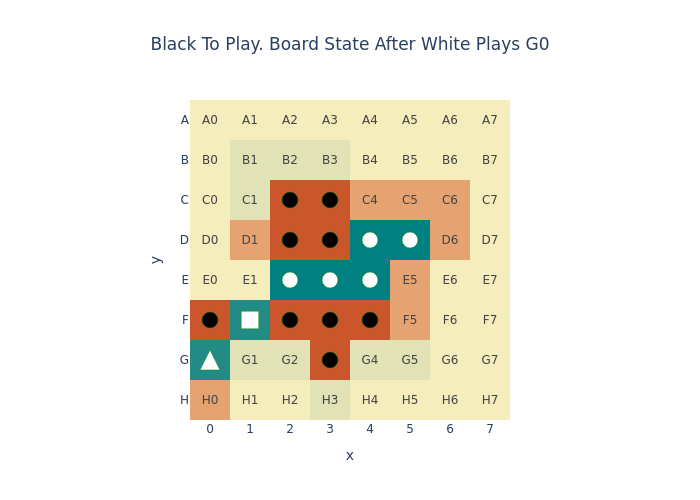 Black To Play. Board State After White Plays G0
A A0 A1 A2 A3 A4 A5 A6 A7
B B0 B1 B2 B3 B4 B5 B6 B7
C C0 C1 C4 C5 C6 C7
D D0 D1 D6 D7
E E0 E1 E5 E6 E7
F F5 F6 F7
G G1 G2 G4 G5 G6 G7
H H0 H1 H2 H3 H4 H5 H6 H7
0 1 2 3 4 5 6 7
x
y